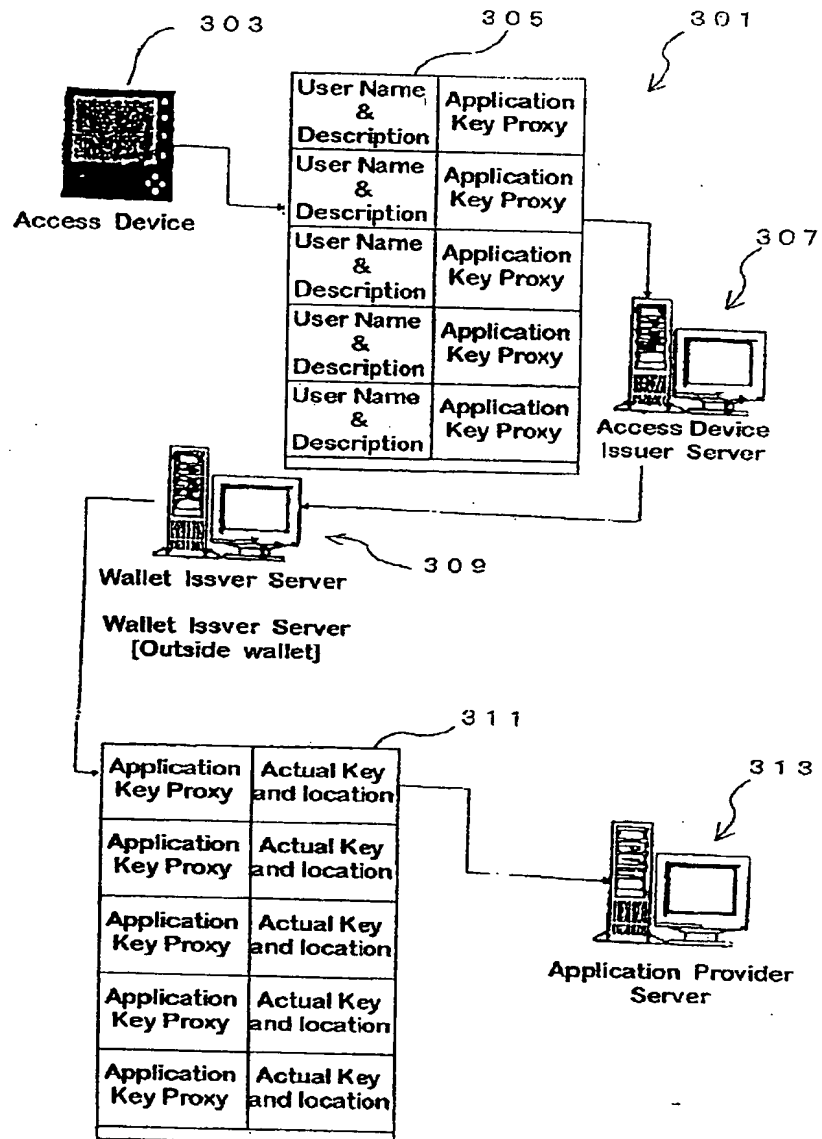 303
305
301
User Name
&
Description
Application
Key Proxy
User Name
&
Description
Application
Key Proxy
User Name
&
Description
Application
Key Proxy
User Name
&
Description
Application
Key Proxy
User Name
&
Description
Application
Key Proxy
Access Device
307
Access Device
Issuer Server
309
Wallet Issver Server
Wallet Issver Server
[Outside wallet]
311
Application
Key Proxy
Actual Key
and location
Application
Key Proxy
Actual Key
and location
Application
Key Proxy
Actual Key
and location
Application
Key Proxy
Actual Key
and location
Application
Key Proxy
Actual Key
and location
313
Application Provider
Server